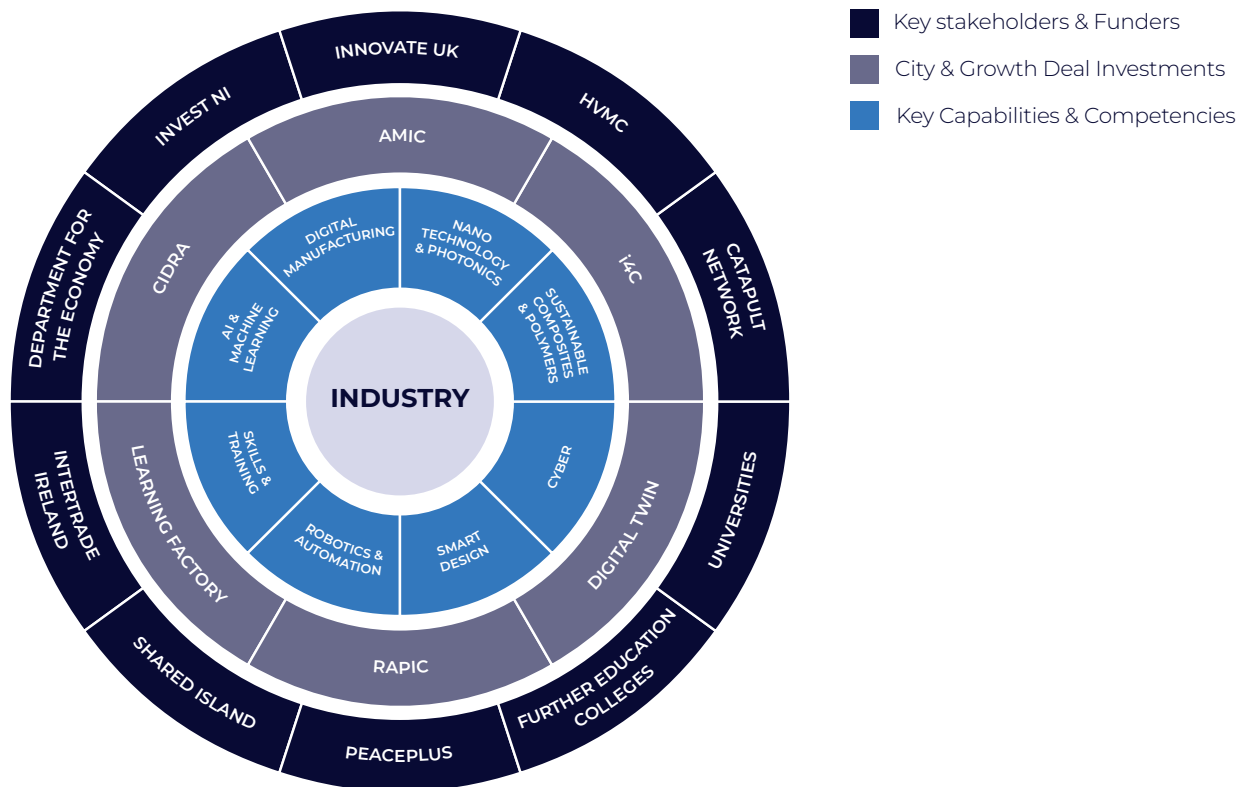 INNOVATE UK
HVMC
CATAPULT
NETWORK
UNIVERSITIES
FURTHER EDUCATION
COLLEGES
PEACEPLUS
SHARED ISLAND
INTERTRADE
IRELAND
DEPARTMENT FOR
THE ECONOMY
INVEST NI
AMIC
i4C
DIGITAL TWIN
RAPIC
LEARNING FACTORY
CIDRA
DIGITAL
MANUFACTURING
NANO
TECHNOLOGY
& PHOTONICS
SUSTAINABLE
COMPOSITES
& POLYMERS
CYBER
SMART
DESIGN
ROBOTICS &
AUTOMATION
SKILLS &
TRAINING
AI &
MACHINE
LEARNING
INDUSTRY
Key stakeholders & Funders
City & Growth Deal Investments
Key Capabilities & Competencies